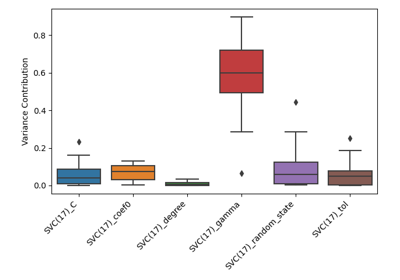 Variance Contribution
0.8
0.6
0.4
0.2
0.0
SVC(17)_C
SVC(17)_coef0
SVC(17)_degree
SVC(17)_gamma
SVC(17)_random_state
SVC(17)_tol